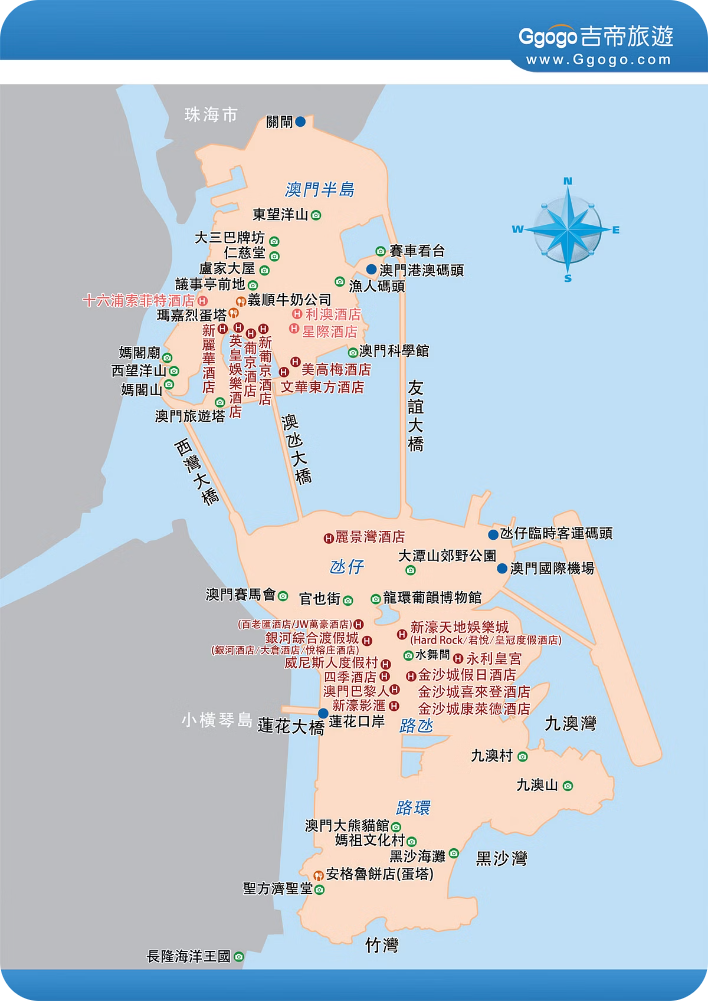 Ggogo吉帝旅遊
www.Ggogo.com
珠海市
關閘
澳門半島
N
W
E
S
東望洋山
大三巴牌坊
仁慈堂
盧家大屋
議事亭前地
賽車看台
澳門港澳碼頭
漁人碼頭
十六浦索菲特酒店
義順牛奶公司
瑪嘉烈蛋塔
利澳酒店
星際酒店
新麗華酒店
英皇娛樂酒店
葡京酒店
新葡京酒店
澳門科學館
媽閣廟
西望洋山
媽閣山
美高梅酒店
文華東方酒店
澳門旅遊塔
西灣大橋
澳氹大橋
友誼大橋
麗景灣酒店
氹仔臨時客運碼頭
大潭山郊野公園
氹仔
澳門國際機場
澳門賽馬會
官也街
龍環葡韻博物館
(百老匯酒店/JW萬豪酒店)
銀河綜合渡假城
(銀河酒店/大倉酒店/悅榕庄酒店)
新濠天地娛樂城
(Hard Rock/君悅/皇冠度假酒店)
水舞間
永利皇宮
威尼斯人度假村
四季酒店
澳門巴黎人
新濠影滙
金沙城假日酒店
金沙城喜來登酒店
金沙城康萊德酒店
小橫琴島
蓮花大橋
蓮花口岸
路氹
九澳灣
九澳村
九澳山
路環
澳門大熊貓館
媽祖文化村
黑沙海灘
黑沙灣
安格魯餅店(蛋塔)
聖方濟聖堂
竹灣
長隆海洋王國